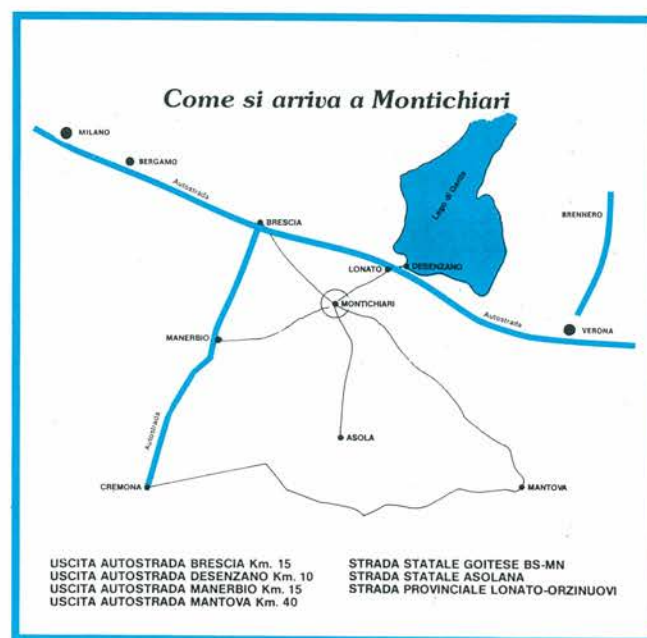 Come si arriva a Montichiari
MILANO
BERGAMO
Autostrada
BRESCIA
Lago di Garda
BRENNERO
LONATO
DESENZANO
MONTICHIARI
Autostrada
VERONA
MANERBIO
Autostrada
ASOLA
CREMONA
MANTOVA
USCITA AUTOSTRADA BRESCIA Km. 15
USCITA AUTOSTRADA DESENZANO Km. 10
USCITA AUTOSTRADA MANERBIO Km. 15
USCITA AUTOSTRADA MANTOVA Km. 40
STRADA STATALE GOITESE BS-MN
STRADA STATALE ASOLANA
STRADA PROVINCIALE LONATO-ORZINUOVI